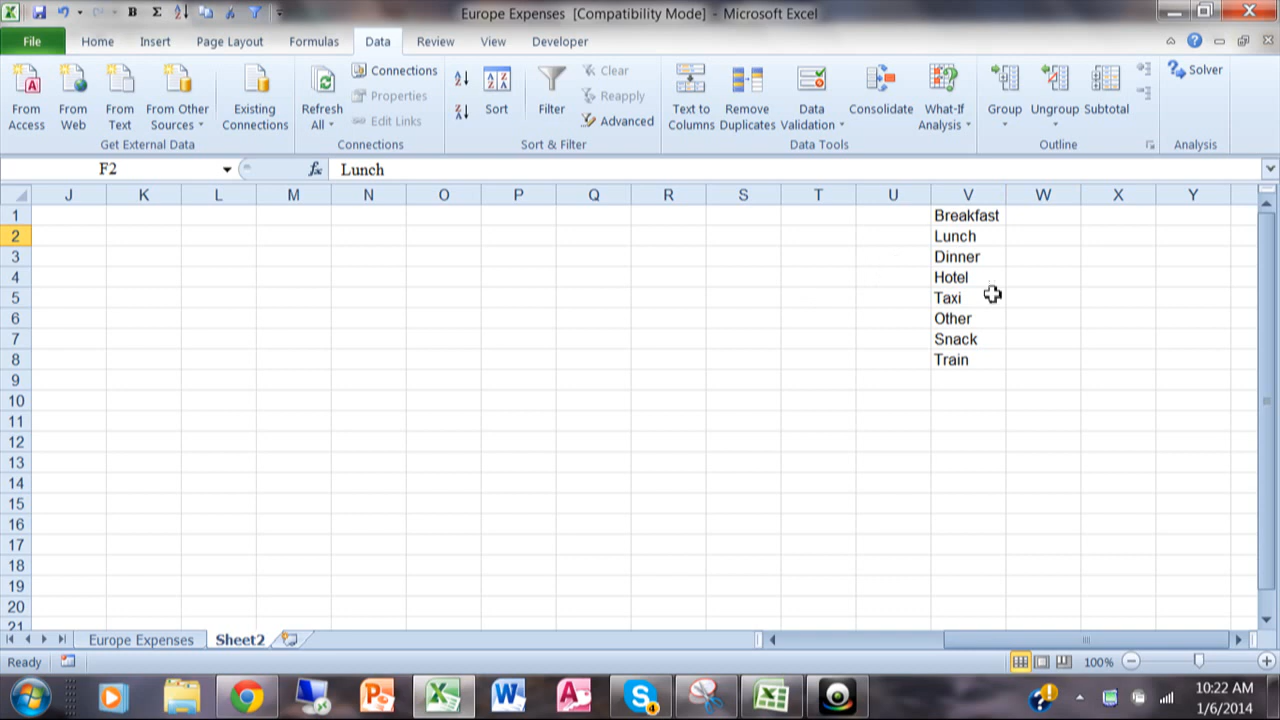 Europe Expenses [Compatibility Mode] - Microsoft Excel
File Home Insert Page Layout Formulas Data Review View Developer
From Access
From Web
From Text
From Other Sources
Existing Connections
Get External Data
Refresh All
Connections
Properties
Edit Links
Connections
Sort
Filter
Clear
Reapply
Advanced
Sort & Filter
Text to Columns
Remove Duplicates
Data Validation
Consolidate
What-If Analysis
Data Tools
Group
Ungroup
Subtotal
Outline
Solver
Analysis
F2 fx Lunch
J K L M N O P Q R S T U V W X Y
1 Breakfast
2 Lunch
3 Dinner
4 Hotel
5 Taxi
6 Other
7 Snack
8 Train
9
10
11
12
13
14
15
16
17
18
19
20
21
Europe Expenses Sheet2
Ready 100%
10:22 AM
1/6/2014